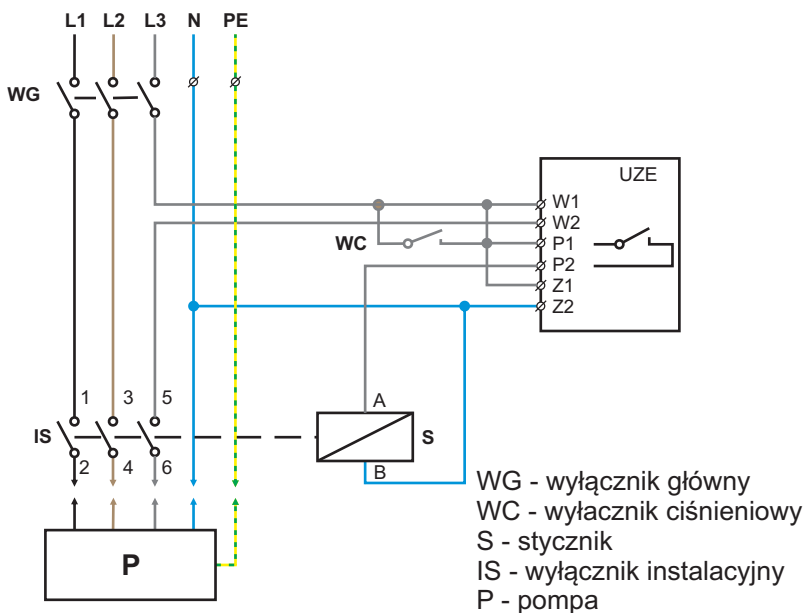 L1 L2 L3 N PE
WG
UZE
W1
W2
WC P1
P2
Z1
Z2
1 3 5
A
IS S
2 4 6
B
P
WG - wyłącznik główny
WC - wyłacznik ciśnieniowy
S - stycznik
IS - wyłącznik instalacyjny
P - pompa